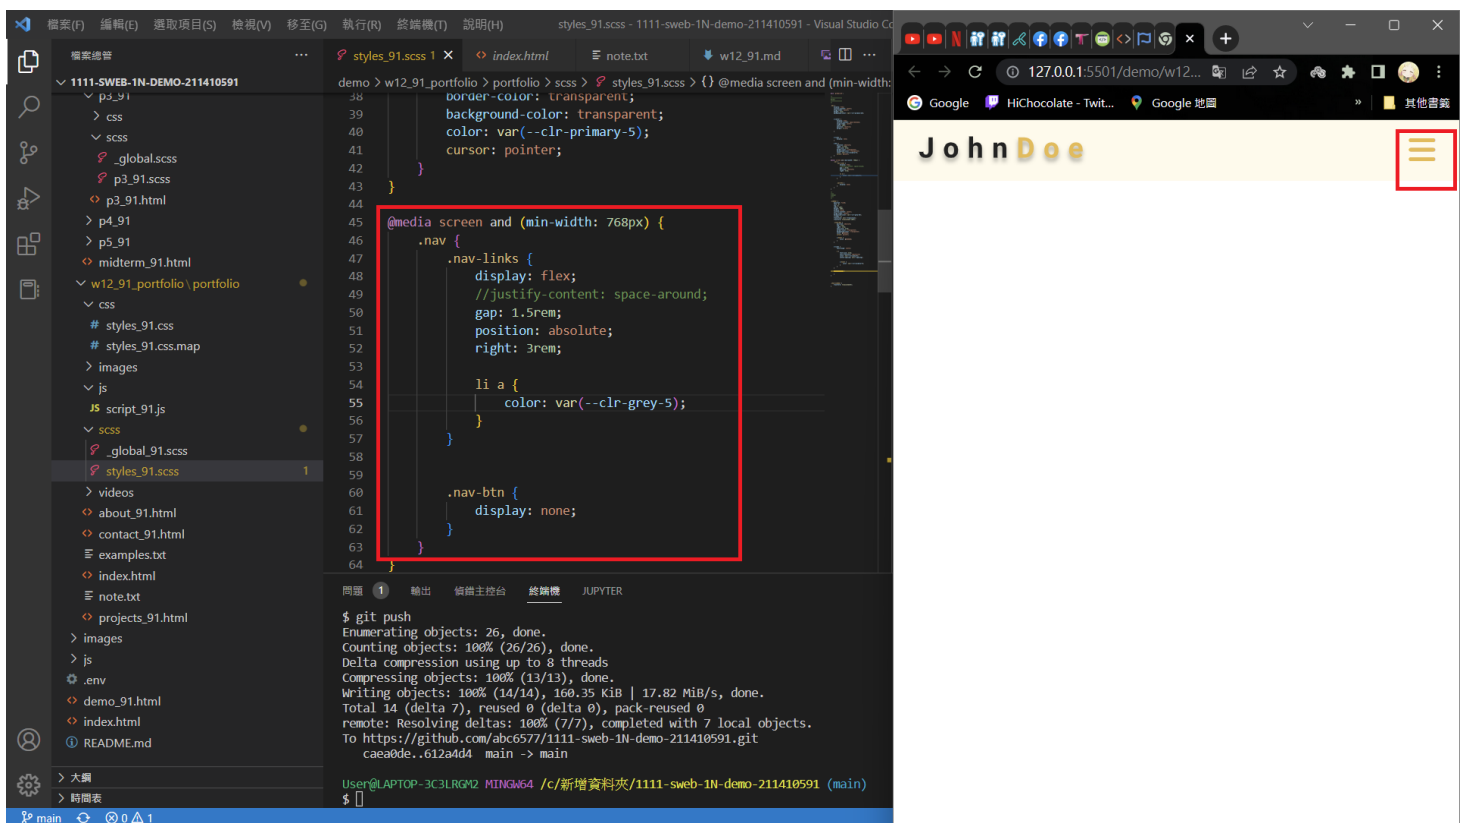 檔案(F) 編輯(E) 選取項目(S) 檢視(V) 移至(G) 執行(R) 終端機(T) 說明(H) styles_91.scss - 1111-sweb-1N-demo-211410591 - Visual Studio Co
檔案總管 ···
1111-SWEB-1N-DEMO-211410591
p3_91
css
scss
_global.scss
p3_91.scss
p3_91.html
p4_91
p5_91
midterm_91.html
w12_91_portfolio \ portfolio
css
# styles_91.css
# styles_91.css.map
images
js
JS script_91.js
scss
_global_91.scss
styles_91.scss 1
videos
about_91.html
contact_91.html
examples.txt
index.html
note.txt
projects_91.html
images
js
.env
demo_91.html
index.html
README.md
大綱
時間表
main 0 1
styles_91.scss 1 index.html note.txt w12_91.md ···
demo > w12_91_portfolio > portfolio > scss > styles_91.scss > {} @media screen and (min-width:
38 border-color: transparent;
39 background-color: transparent;
40 color: var(--clr-primary-5);
41 cursor: pointer;
42 }
43 }
44
45 @media screen and (min-width: 768px) {
46 .nav {
47 .nav-links {
48 display: flex;
49 //justify-content: space-around;
50 gap: 1.5rem;
51 position: absolute;
52 right: 3rem;
53
54 li a {
55 color: var(--clr-grey-5);
56 }
57 }
58
59
60 .nav-btn {
61 display: none;
62 }
63 }
64 }
問題 1 輸出 偵錯主控台 終端機 JUPYTER
$ git push
Enumerating objects: 26, done.
Counting objects: 100% (26/26), done.
Delta compression using up to 8 threads
Compressing objects: 100% (13/13), done.
Writing objects: 100% (14/14), 160.35 KiB | 17.82 MiB/s, done.
Total 14 (delta 7), reused 0 (delta 0), pack-reused 0
remote: Resolving deltas: 100% (7/7), completed with 7 local objects.
To https://github.com/abc6577/1111-sweb-1N-demo-211410591.git
caea0de..612a4d4 main -> main
User@LAPTOP-3C3LRGM2 MINGW64 /c/新增資料夾/1111-sweb-1N-demo-211410591 (main)
$
127.0.0.1:5501/demo/w12...
Google HiChocolate - Twit... Google 地圖 » 其他書籤
JohnDoe